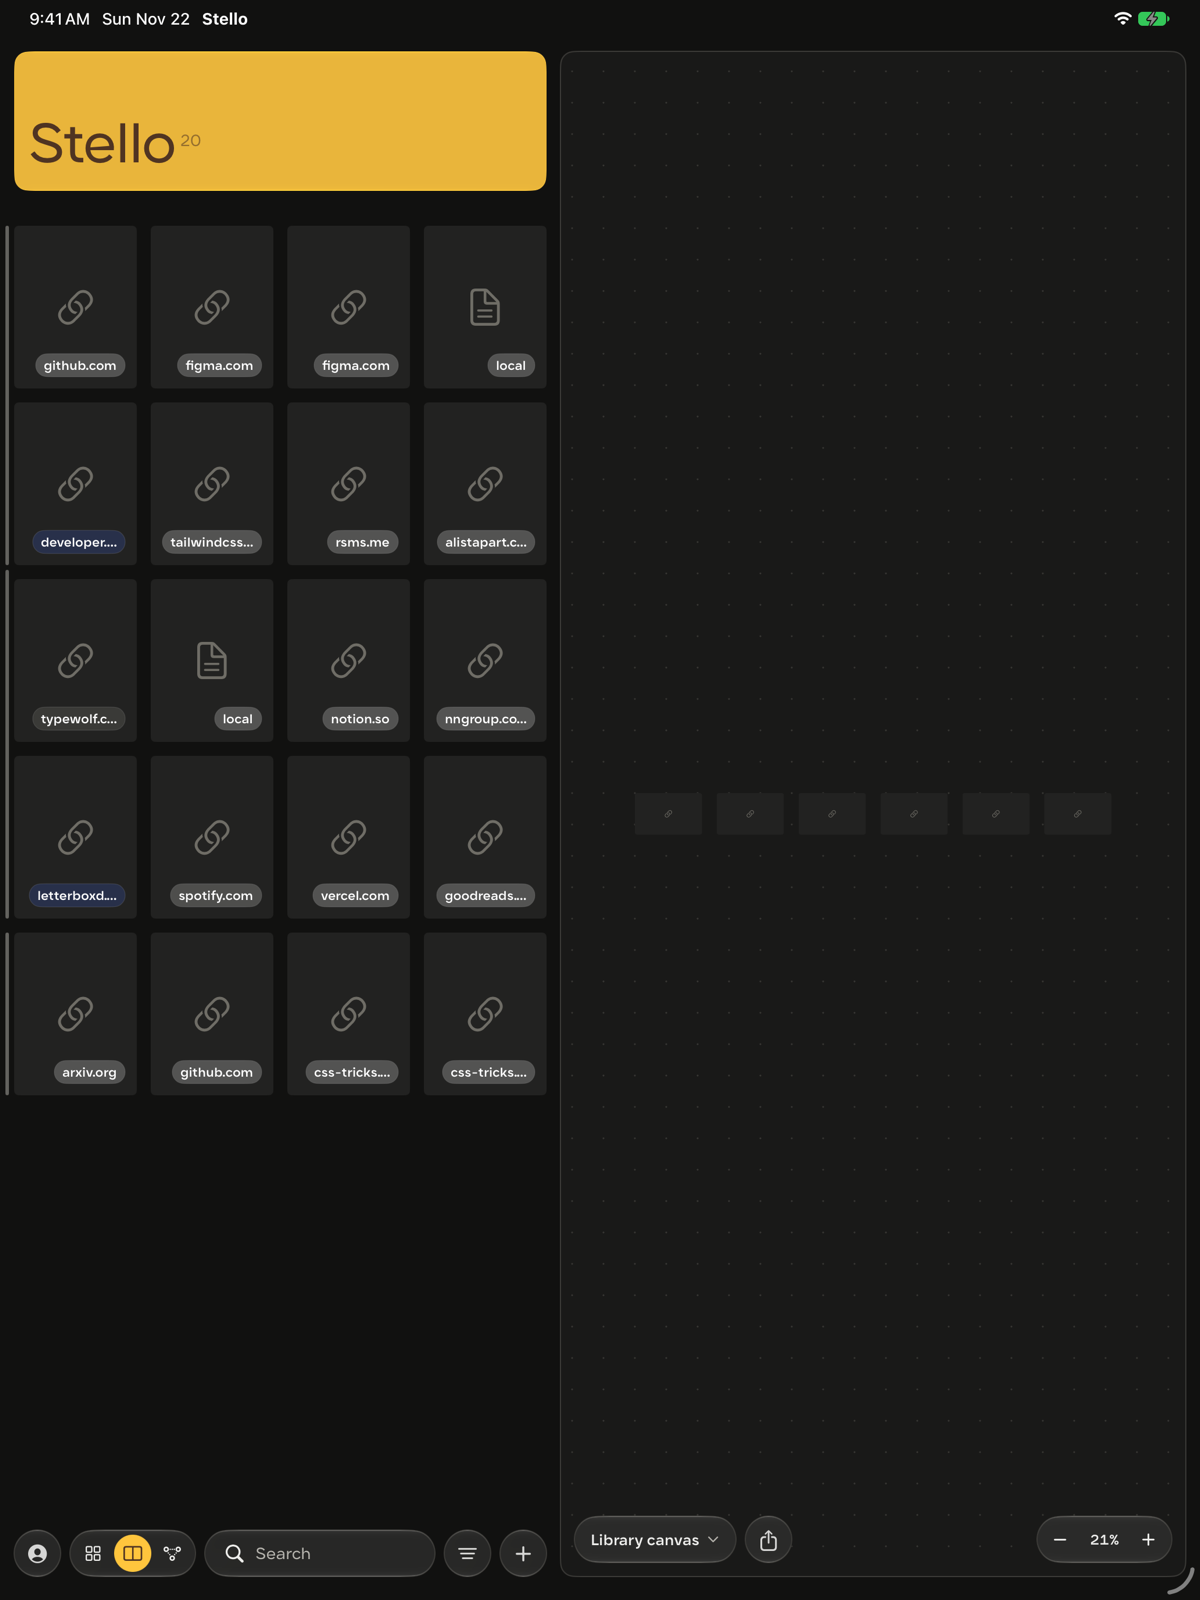 9:41 AM Sun Nov 22 Stello
Stello 20
github.com
figma.com
figma.com
local
developer....
tailwindcss...
rsms.me
alistapart.c...
typewolf.c...
local
notion.so
nngroup.co...
letterboxd....
spotify.com
vercel.com
goodreads....
arxiv.org
github.com
css-tricks....
css-tricks....
Search
Library canvas
21%